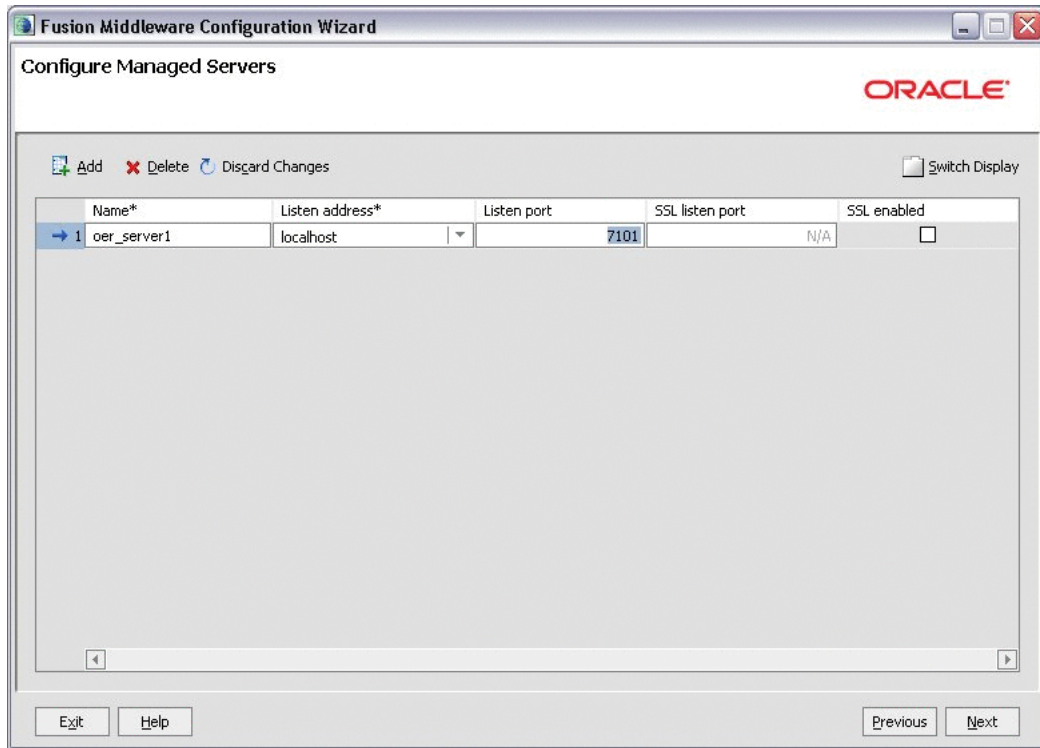 Fusion Middleware Configuration Wizard
Configure Managed Servers
ORACLE
Add Delete Discard Changes Switch Display
Name* Listen address* Listen port SSL listen port SSL enabled
1 oer_server1 localhost 7101 N/A
Exit Help Previous Next